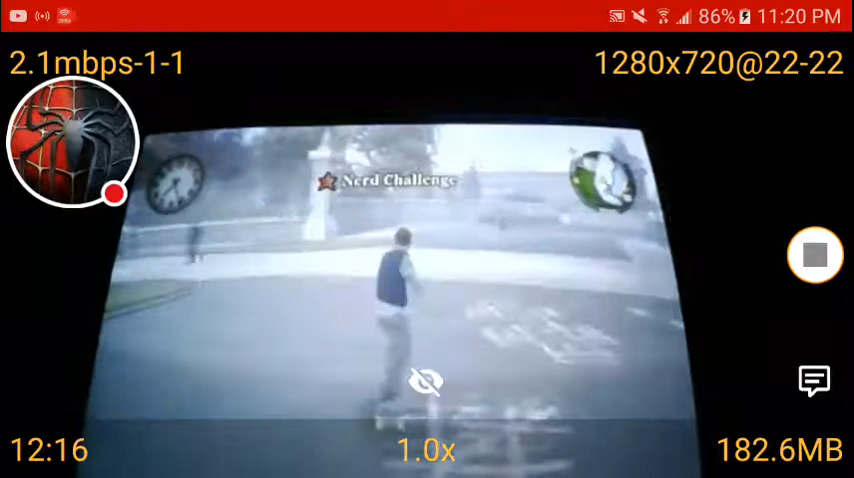 86% 11:20 PM
2.1mbps-1-1
1280x720@22-22
Nerd Challenge
12:16
1.0x
182.6MB